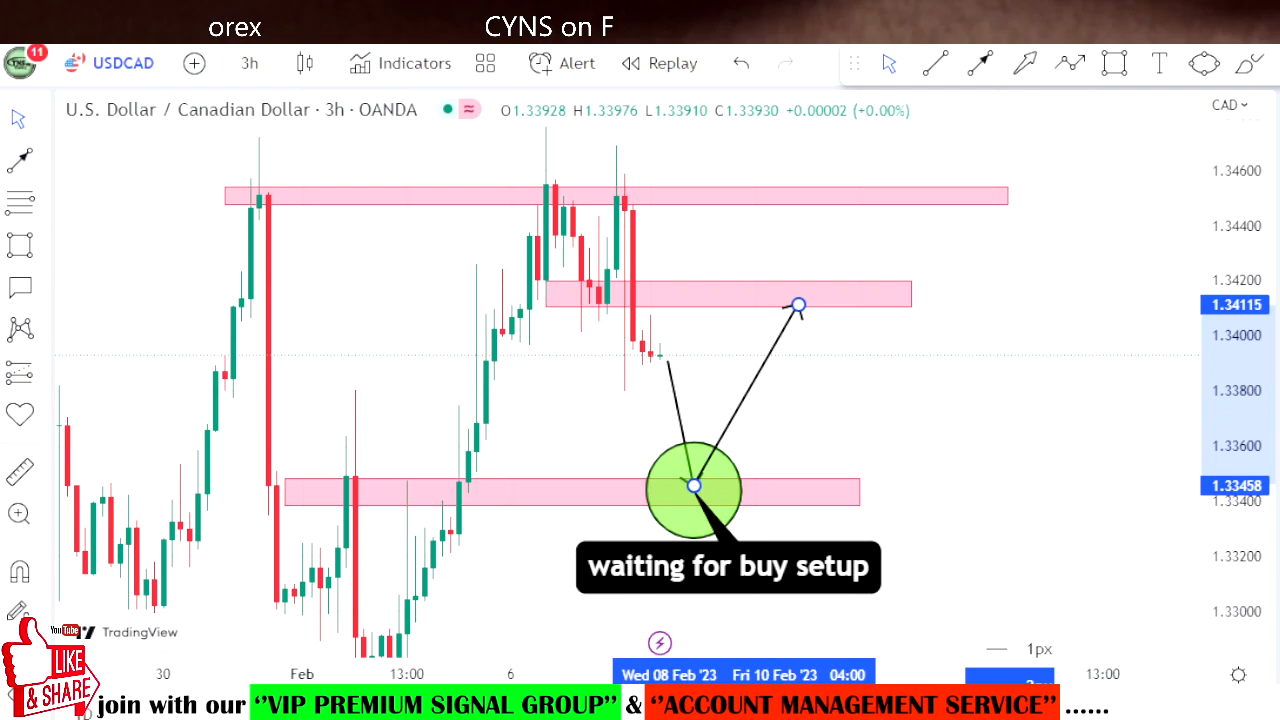 orex CYNS on F
11 USDCAD 3h Indicators Alert Replay
U.S. Dollar / Canadian Dollar · 3h · OANDA O1.33928 H1.33976 L1.33910 C1.33930 +0.00002 (+0.00%)
CAD
1.34600
1.34400
1.34200
1.34115
1.34000
1.33800
1.33600
1.33458
1.33400
1.33200
1.33000
waiting for buy setup
TradingView
1px
30 Feb 13:00 6 Wed 08 Feb '23 Fri 10 Feb '23 04:00 13:00
YouTube
LIKE
& SHARE
join with our ‘‘VIP PREMIUM SIGNAL GROUP’’ & ‘‘ACCOUNT MANAGEMENT SERVICE’’ ......